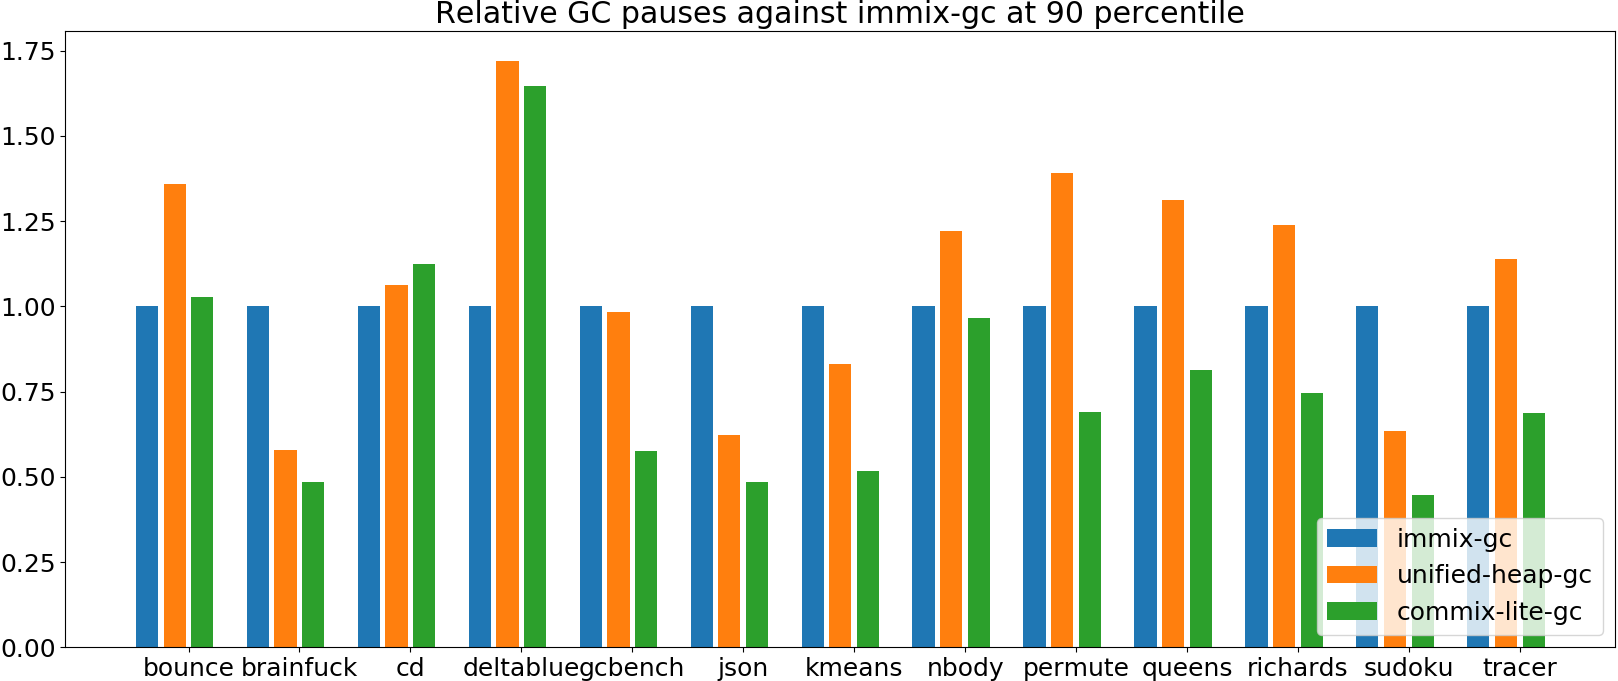 Relative GC pauses against immix-gc at 90 percentile
1.75
1.50
1.25
1.00
0.75
0.50
0.25
0.00
immix-gc
unified-heap-gc
commix-lite-gc
bounce brainfuck cd deltablue gcbench json kmeans nbody permute queens richards sudoku tracer